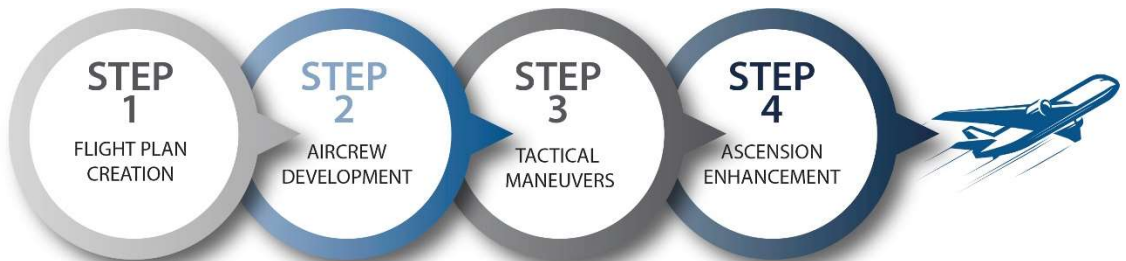 STEP
1
FLIGHT PLAN
CREATION
STEP
2
AIRCREW
DEVELOPMENT
STEP
3
TACTICAL
MANEUVERS
STEP
4
ASCENSION
ENHANCEMENT